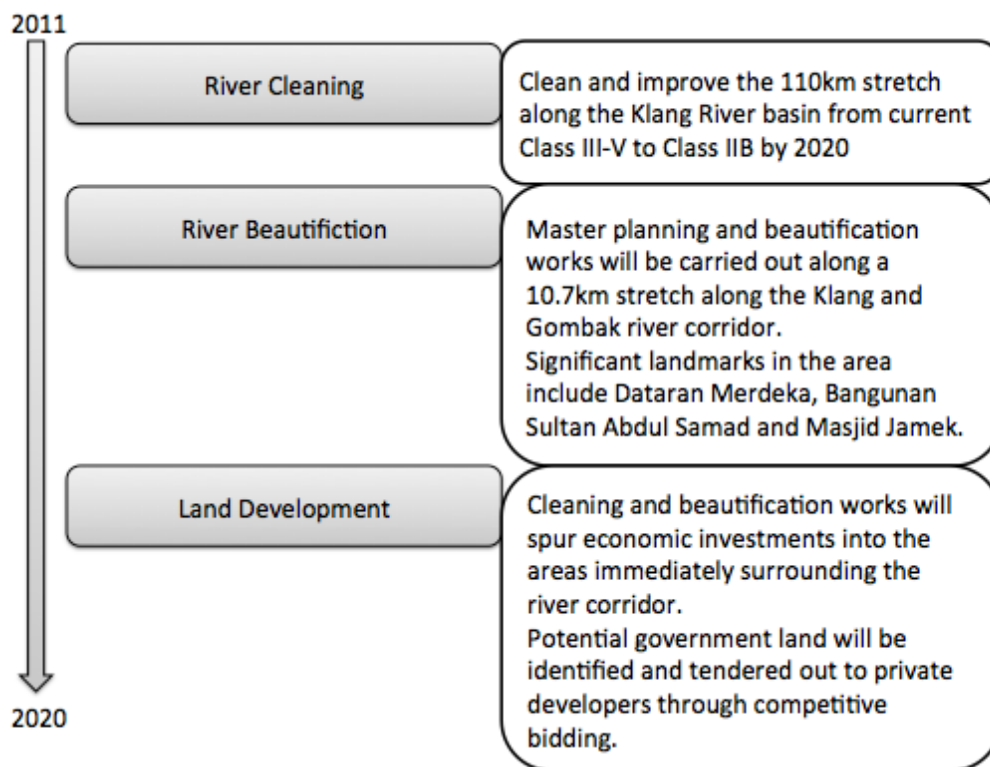 2011
River Cleaning
Clean and improve the 110km stretch
along the Klang River basin from current
Class III-V to Class IIB by 2020
River Beautifiction
Master planning and beautification
works will be carried out along a
10.7km stretch along the Klang and
Gombak river corridor.
Significant landmarks in the area
include Dataran Merdeka, Bangunan
Sultan Abdul Samad and Masjid Jamek.
Land Development
Cleaning and beautification works will
spur economic investments into the
areas immediately surrounding the
river corridor.
Potential government land will be
identified and tendered out to private
developers through competitive
bidding.
2020